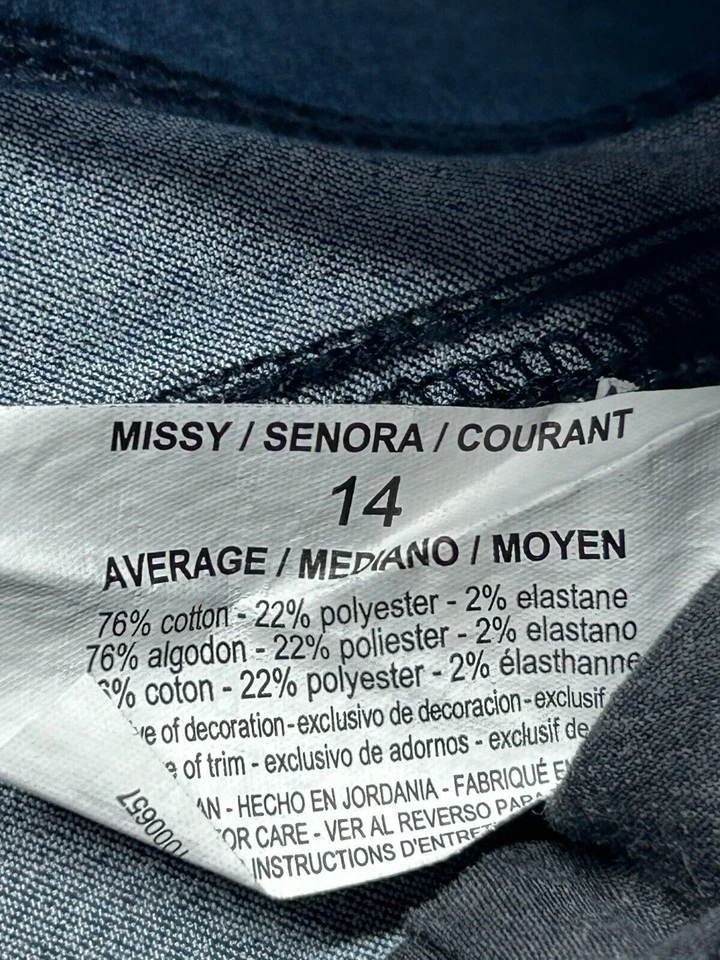 MISSY / SENORA / COURANT
14
AVERAGE / MEDIANO / MOYEN
76% cotton - 22% polyester - 2% elastane
76% algodon - 22% poliester - 2% elastano
% coton - 22% polyester - 2% élasthanne
of decoration-exclusivo de decoracion-exclusif
of trim - exclusivo de adornos - exclusif de
- HECHO EN JORDANIA - FABRIQUÉ
CARE - VER AL REVERSO PARA
INSTRUCTIONS